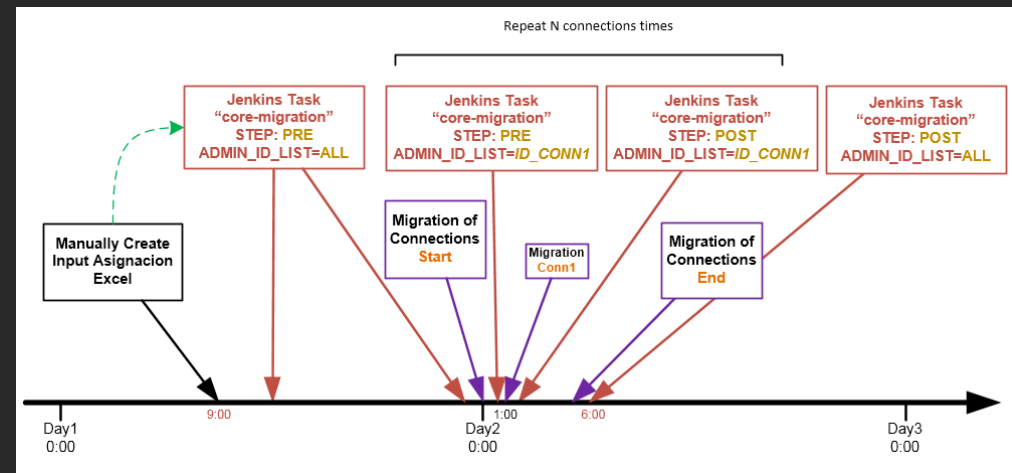 Repeat N connections times
Jenkins Task
“core-migration”
STEP: PRE
ADMIN_ID_LIST=ALL
Jenkins Task
“core-migration”
STEP: PRE
ADMIN_ID_LIST=ID_CONN1
Jenkins Task
“core-migration”
STEP: POST
ADMIN_ID_LIST=ID_CONN1
Jenkins Task
“core-migration”
STEP: POST
ADMIN_ID_LIST=ALL
Manually Create
Input Asignacion
Excel
Migration of
Connections
Start
Migration
Conn1
Migration of
Connections
End
9:00
1:00
6:00
Day1
0:00
Day2
0:00
Day3
0:00